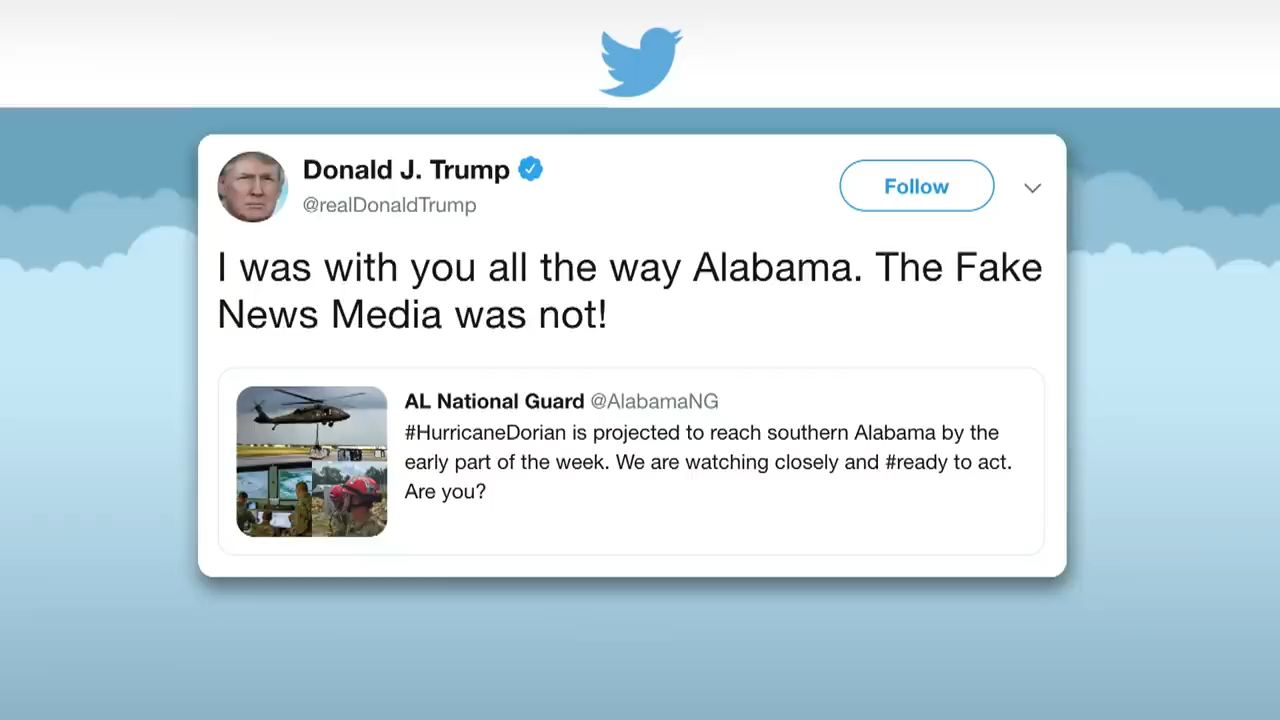 Donald J. Trump
@realDonaldTrump
Follow
I was with you all the way Alabama. The Fake
News Media was not!
AL National Guard @AlabamaNG
#HurricaneDorian is projected to reach southern Alabama by the
early part of the week. We are watching closely and #ready to act.
Are you?